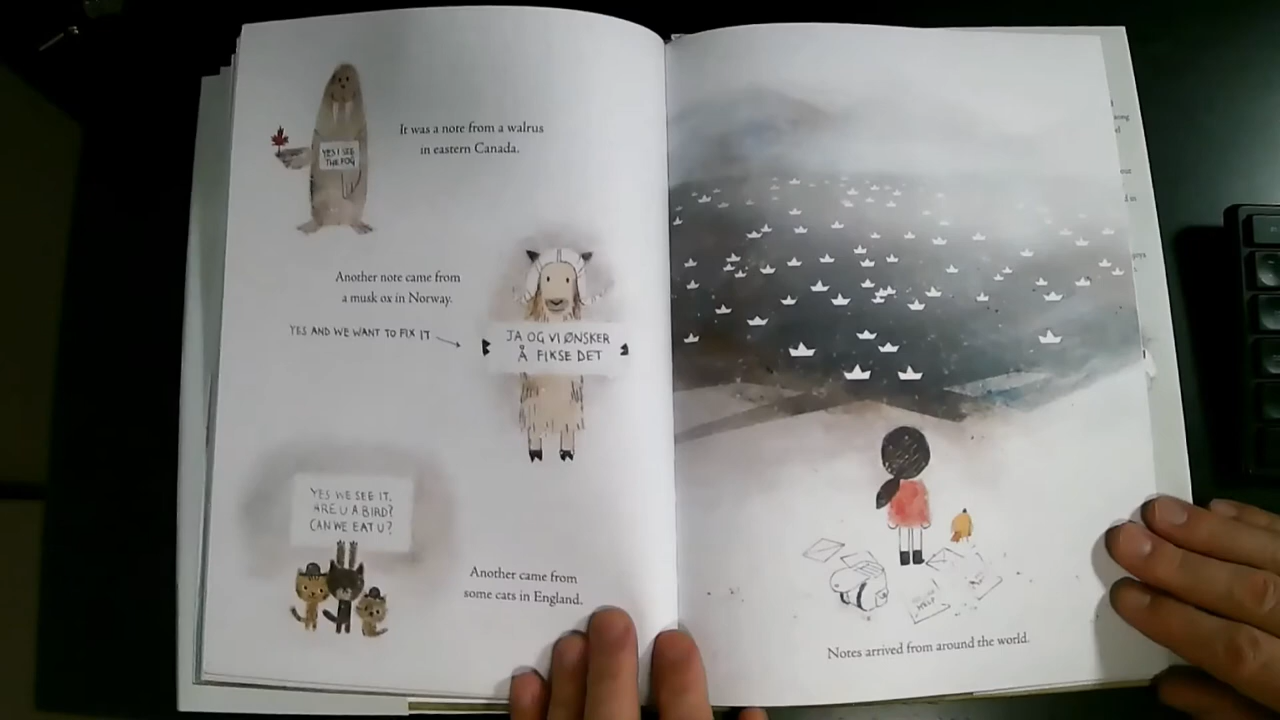 It was a note from a walrus
in eastern Canada.
YES I SEE
THE FOG
Another note came from
a musk ox in Norway.
YES AND WE WANT TO FIX IT
JA OG VI ØNSKER
Å FIKSE DET
YES WE SEE IT.
ARE U A BIRD?
CAN WE EAT U?
Another came from
some cats in England.
HELP
Notes arrived from around the world.